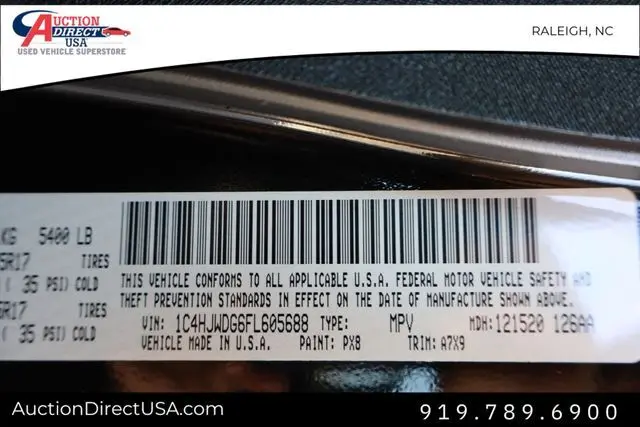 AUCTION
DIRECT
USA
USED VEHICLE SUPERSTORE
RALEIGH, NC
KG 5400 LB
5R17 TIRES
( 35 PSI) COLD
5R17 TIRES
( 35 PSI) COLD
THIS VEHICLE CONFORMS TO ALL APPLICABLE U.S.A. FEDERAL MOTOR VEHICLE SAFETY AND
THEFT PREVENTION STANDARDS IN EFFECT ON THE DATE OF MANUFACTURE SHOWN ABOVE.
VIN: 1C4HJWDG6FL605688 TYPE: MPV MDH: 121520 126AA
VEHICLE MADE IN U.S.A. PAINT: PX8 TRIM: A7X9
AuctionDirectUSA.com
919.789.6900